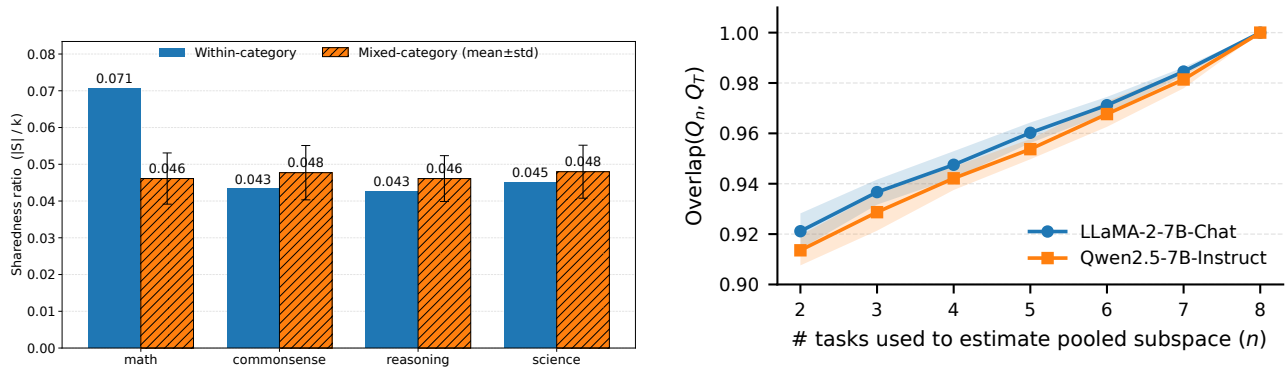 Within-category
Mixed-category (mean±std)
Sharedness ratio (|S| / k)
0.08
0.07
0.06
0.05
0.04
0.03
0.02
0.01
0.00
0.071
0.046
0.043
0.048
0.043
0.046
0.045
0.048
math
commonsense
reasoning
science
Overlap(Qn, QT)
1.00
0.98
0.96
0.94
0.92
0.90
LLaMA-2-7B-Chat
Qwen2.5-7B-Instruct
2
3
4
5
6
7
8
# tasks used to estimate pooled subspace (n)